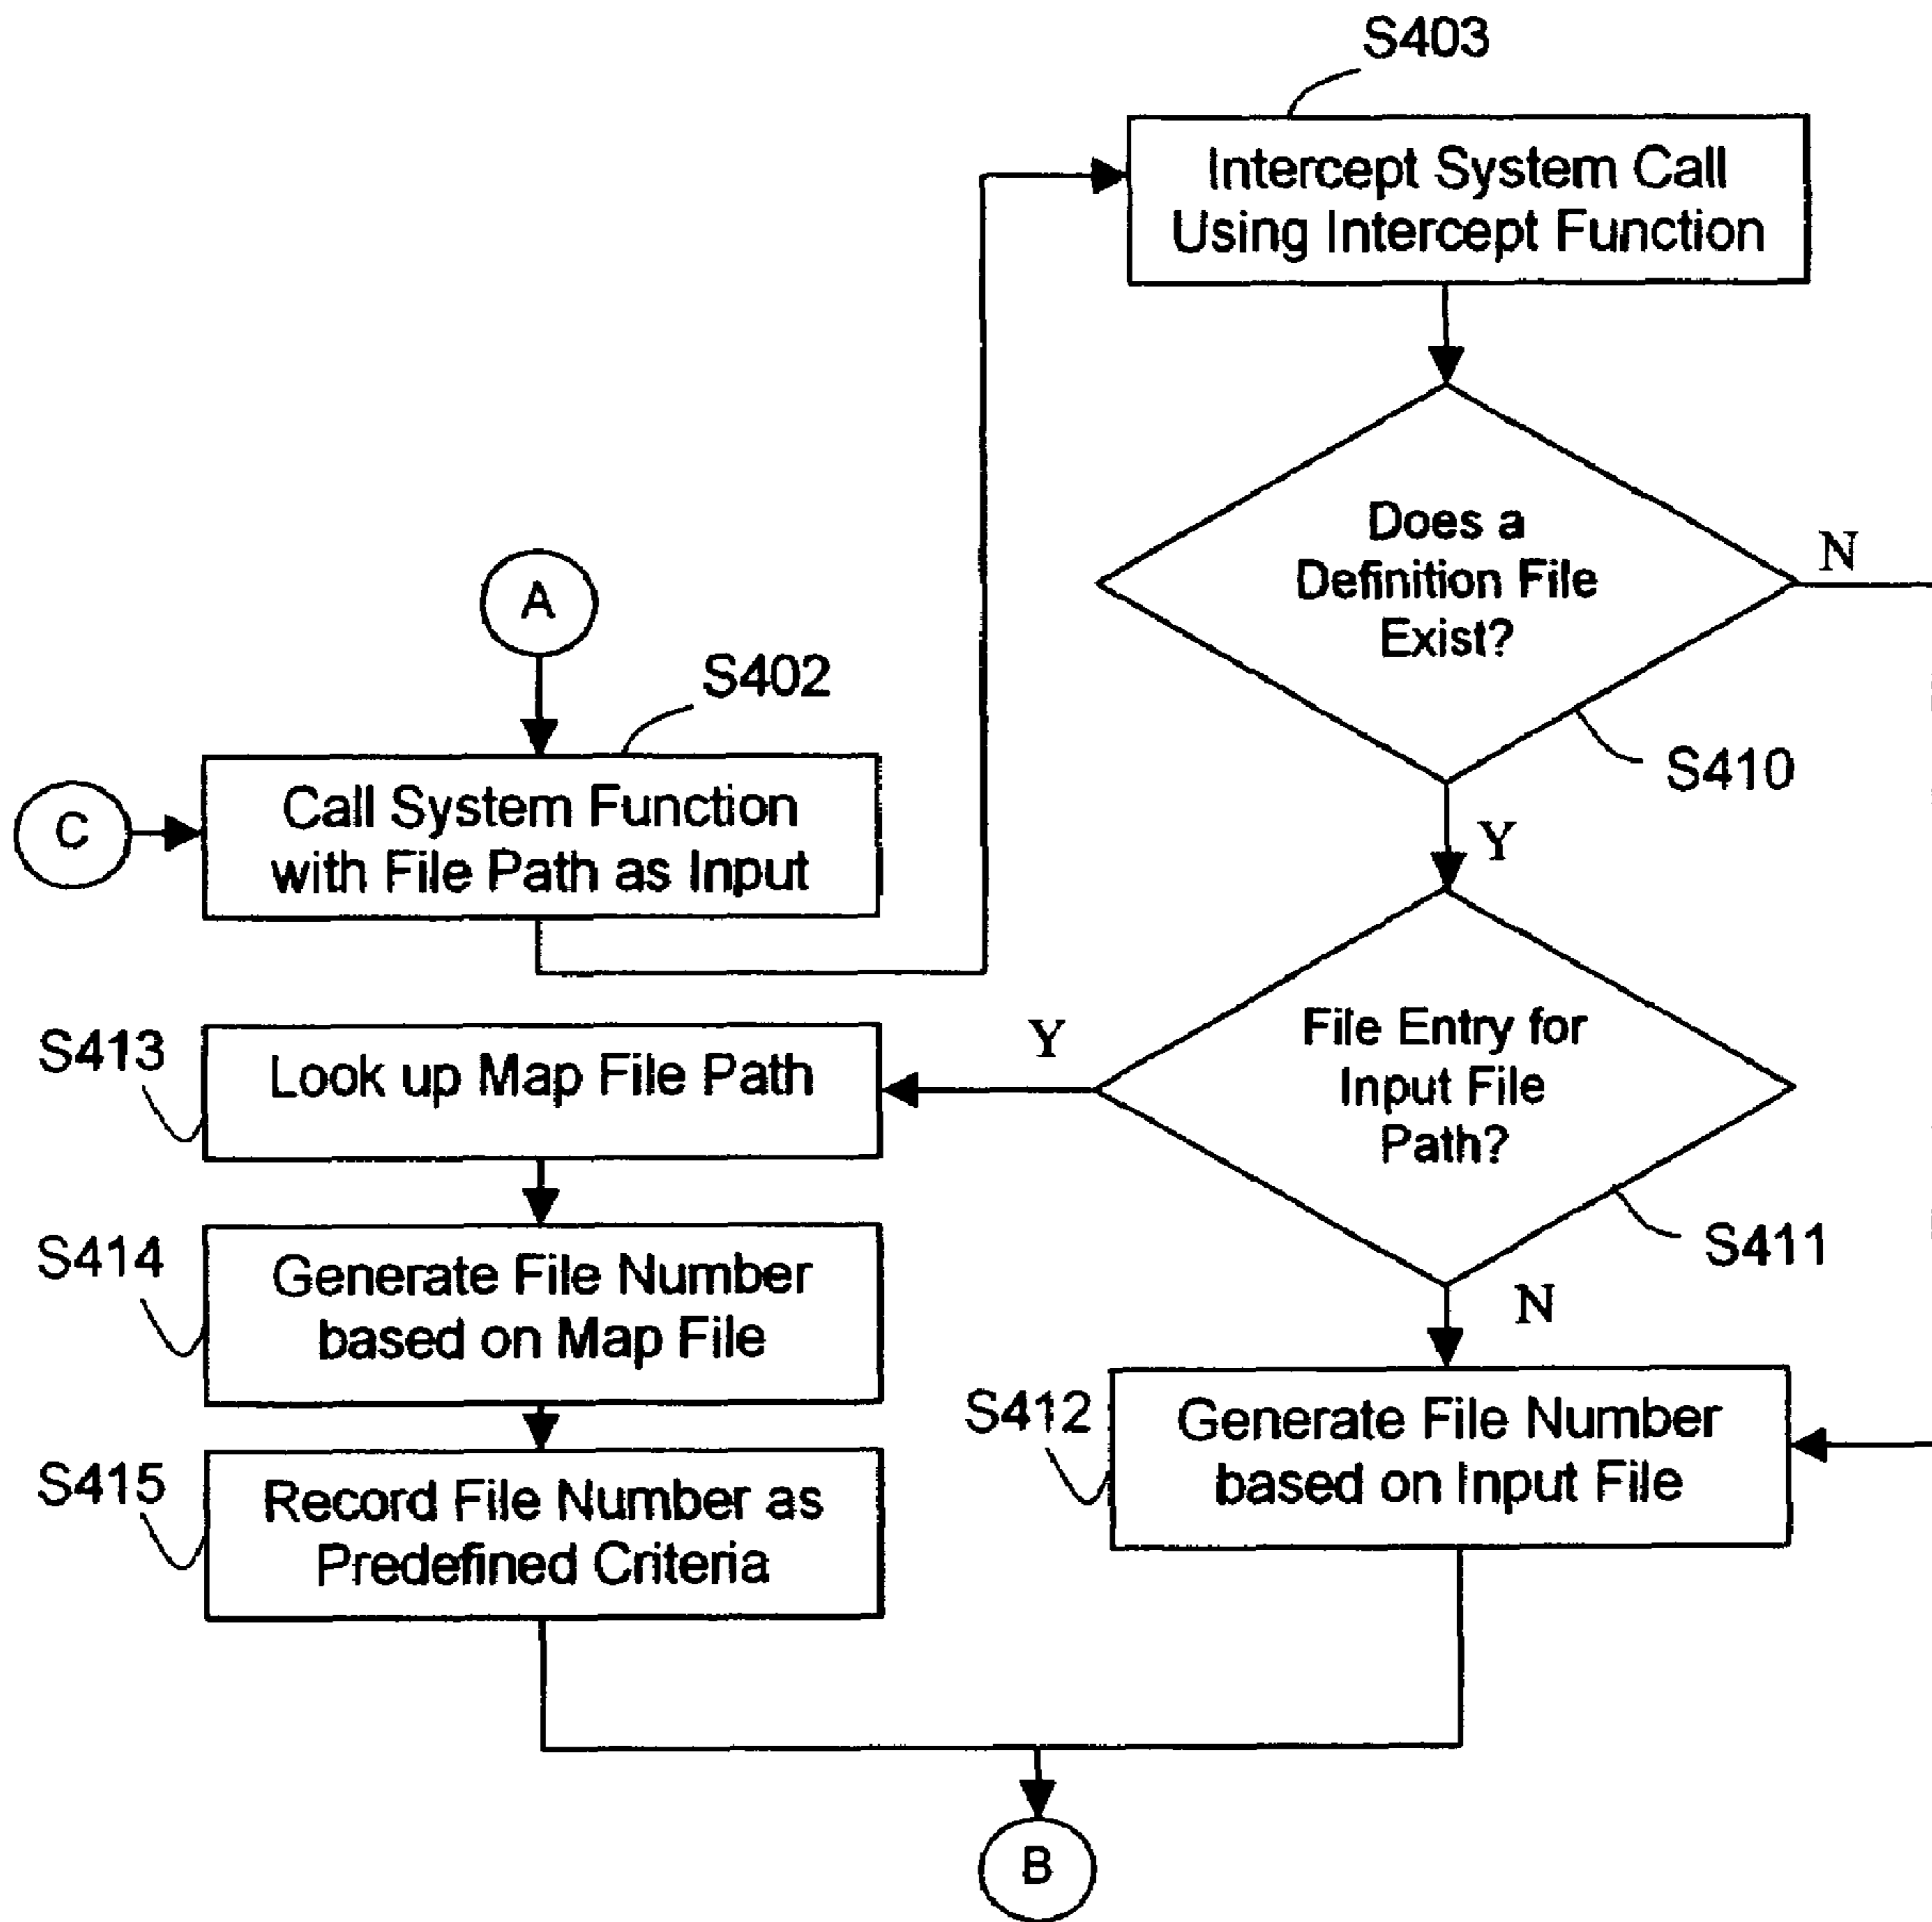 S403
Intercept System Call
Using Intercept Function
Does a
Definition File
Exist?
N
S410
A
S402
C
Call System Function
with File Path as Input
Y
File Entry for
Input File
Path?
Y
S411
S413
Look up Map File Path
N
S414
Generate File Number
based on Map File
S412
Generate File Number
based on Input File
S415
Record File Number as
Predefined Criteria
B